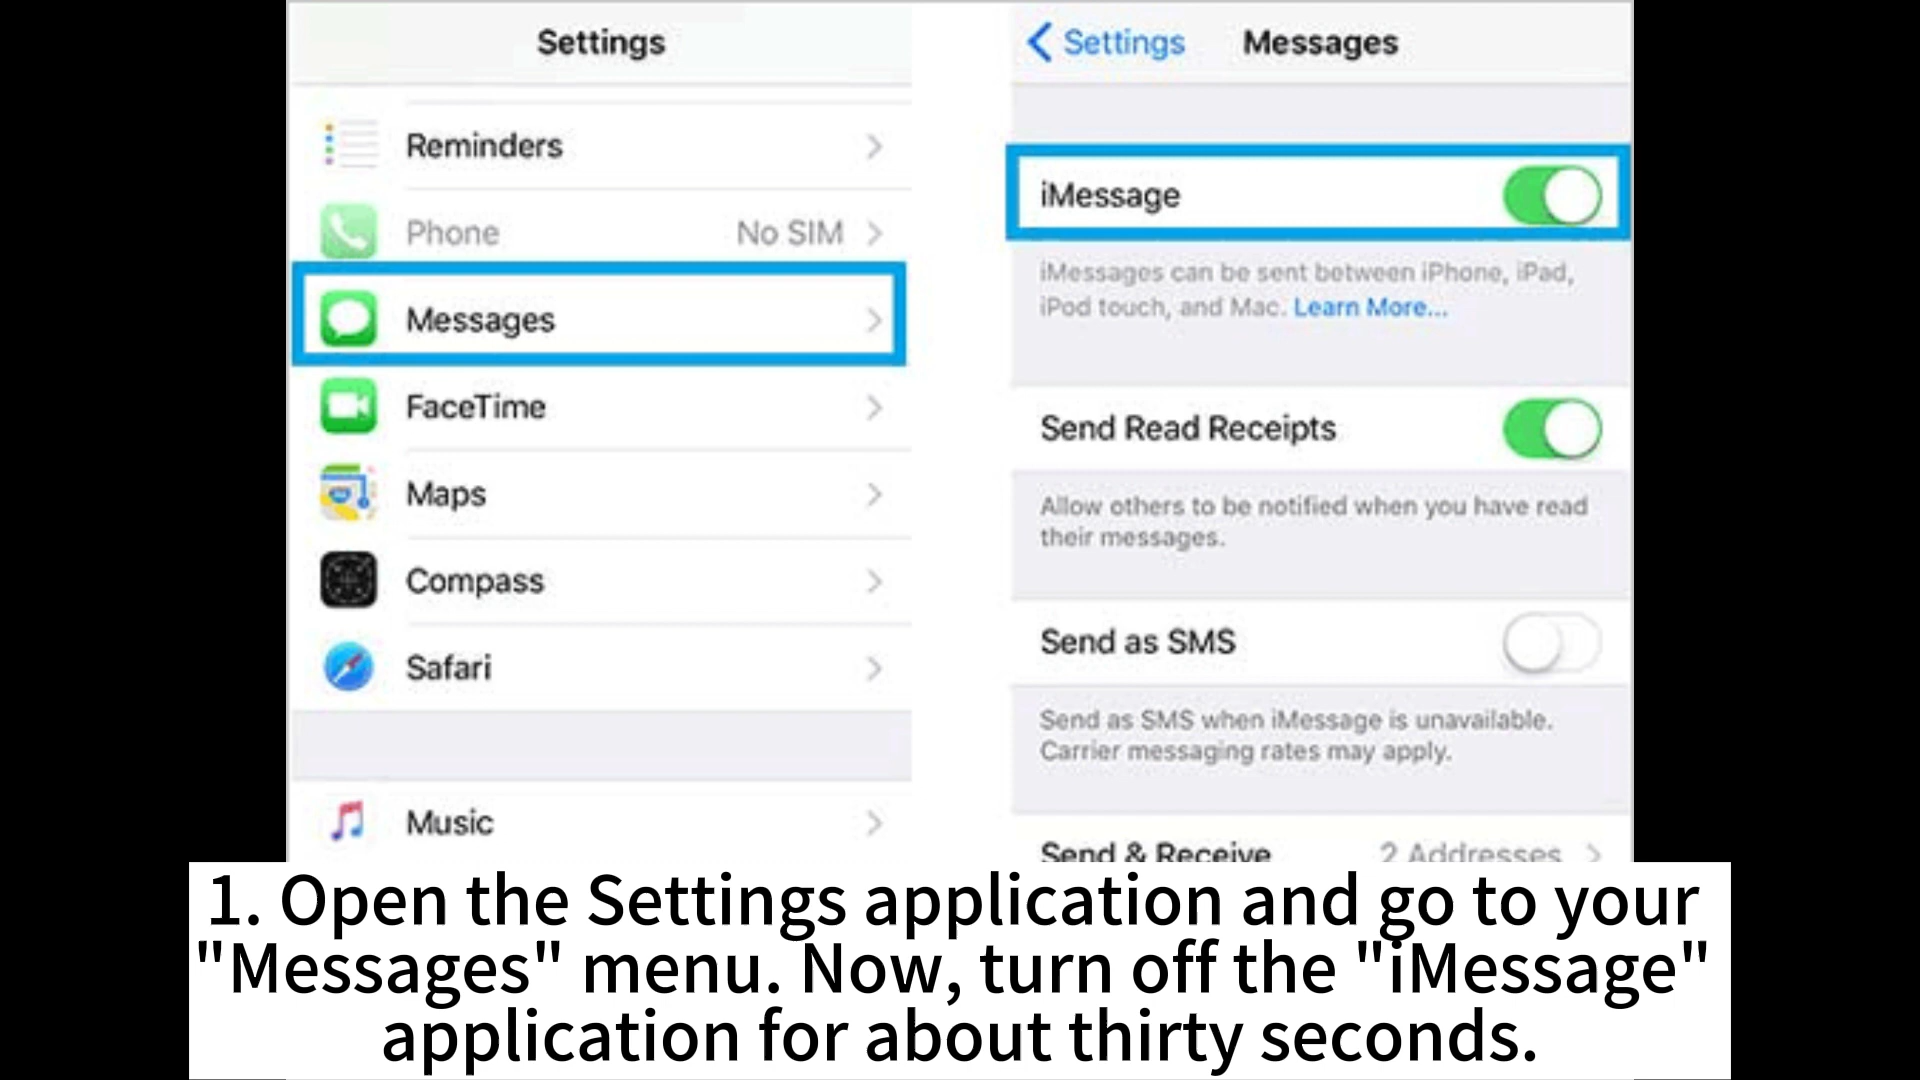 Settings
Reminders
Phone No SIM
Messages
FaceTime
Maps
Compass
Safari
Music
Settings Messages
iMessage
iMessages can be sent between iPhone, iPad,
iPod touch, and Mac. Learn More...
Send Read Receipts
Allow others to be notified when you have read
their messages.
Send as SMS
Send as SMS when iMessage is unavailable.
Carrier messaging rates may apply.
Send & Receive 2 Addresses
1. Open the Settings application and go to your
"Messages" menu. Now, turn off the "iMessage"
application for about thirty seconds.